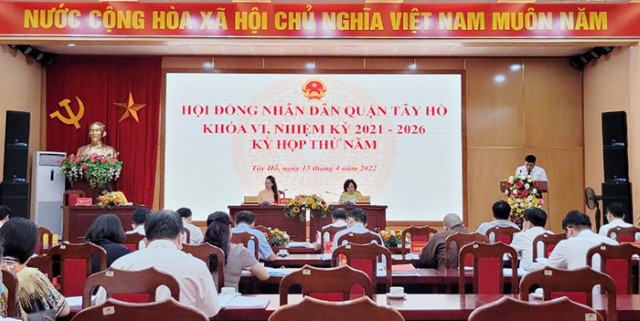 NƯỚC CỘNG HÒA XÃ HỘI CHỦ NGHĨA VIỆT NAM MUÔN NĂM
HỘI ĐỒNG NHÂN DÂN QUẬN TÂY HỒ
KHÓA VI, NHIỆM KỲ 2021 - 2026
KỲ HỌP THỨ NĂM
Tây Hồ, ngày 15 tháng 4 năm 2022